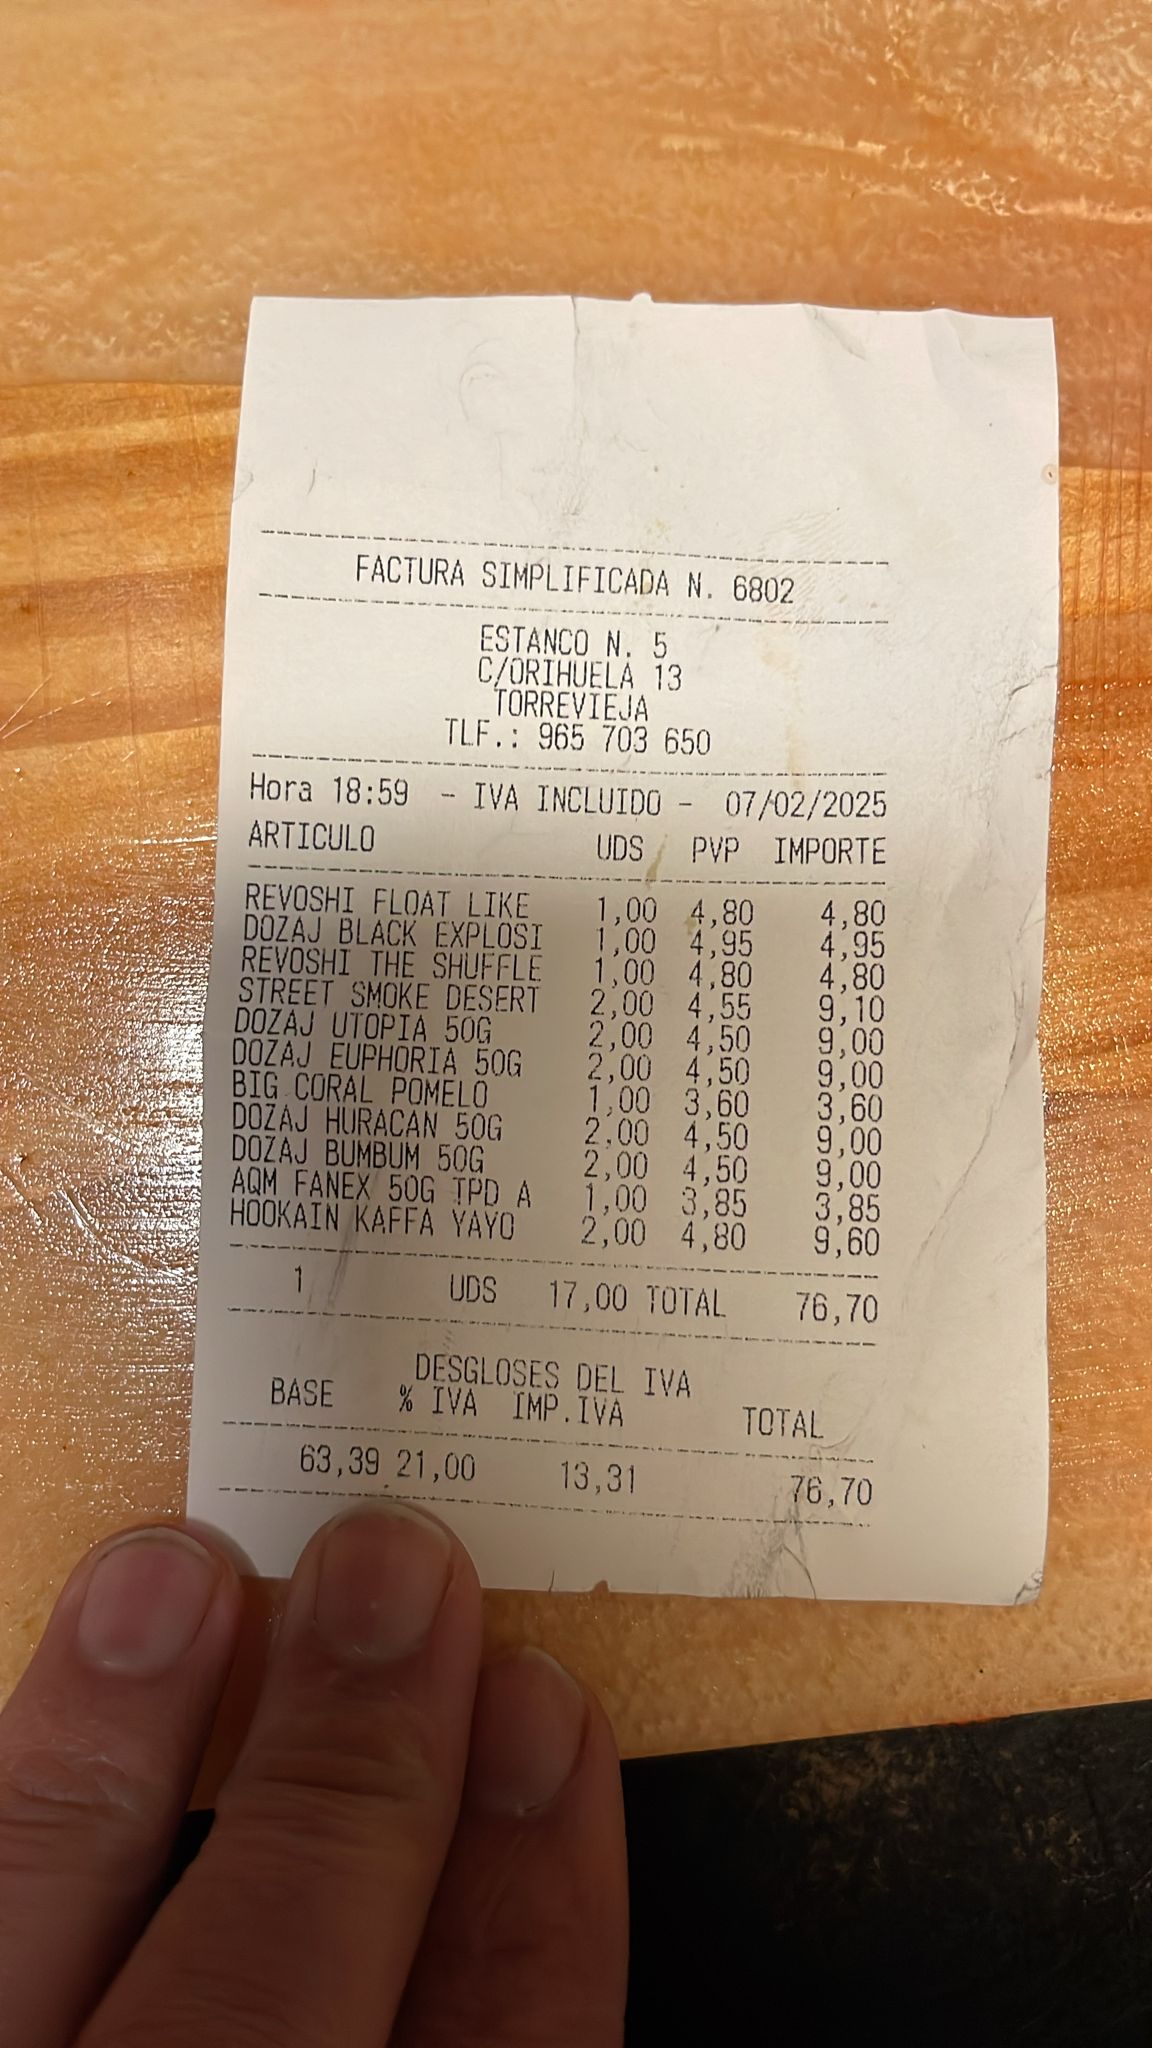 FACTURA SIMPLIFICADA N. 6802
ESTANCO N. 5
C/ORIHUELA 13
TORREVIEJA
TLF.: 965 703 650
Hora 18:59 - IVA INCLUIDO - 07/02/2025
ARTICULO UDS PVP IMPORTE
REVOSHI FLOAT LIKE 1,00 4,80 4,80
DOZAJ BLACK EXPLOSI 1,00 4,95 4,95
REVOSHI THE SHUFFLE 1,00 4,80 4,80
STREET SMOKE DESERT 2,00 4,55 9,10
DOZAJ UTOPIA 50G 2,00 4,50 9,00
DOZAJ EUPHORIA 50G 2,00 4,50 9,00
BIG CORAL POMELO 1,00 3,60 3,60
DOZAJ HURACAN 50G 2,00 4,50 9,00
DOZAJ BUMBUM 50G 2,00 4,50 9,00
AQM FANEX 50G TPD A 1,00 3,85 3,85
HOOKAIN KAFFA YAYO 2,00 4,80 9,60
1 UDS 17,00 TOTAL 76,70
DESGLOSES DEL IVA
BASE % IVA IMP.IVA TOTAL
63,39 21,00 13,31 76,70